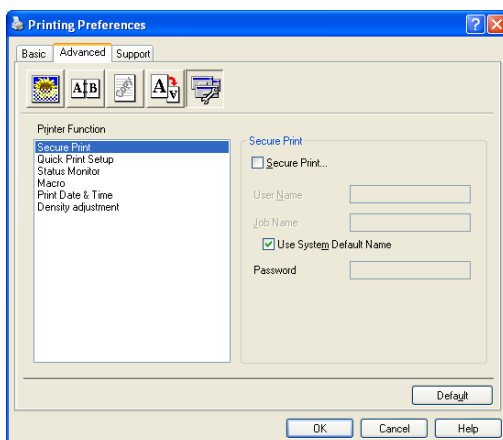 Printing Preferences
Basic Advanced Support
A B
A A
Printer Function
Secure Print
Quick Print Setup
Status Monitor
Macro
Print Date & Time
Density adjustment
Secure Print
Secure Print...
User Name
Job Name
Use System Default Name
Password
Default
OK Cancel Help